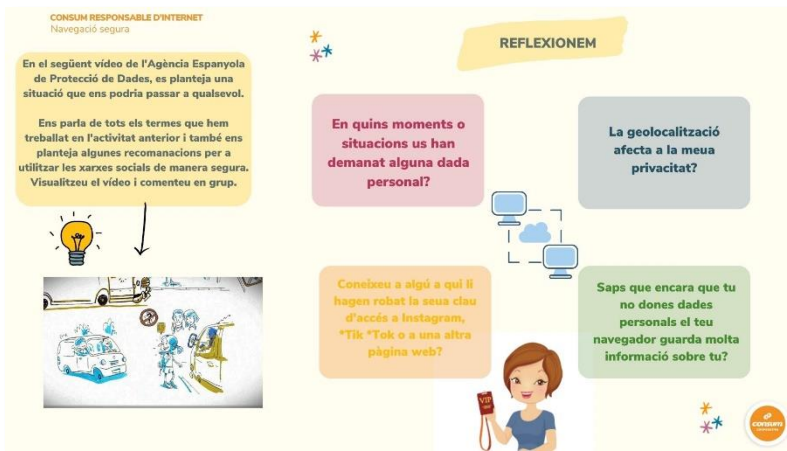 CONSUM RESPONSABLE D'INTERNET
Navegació segura
En el següent vídeo de l'Agència Espanyola
de Protecció de Dades, es planteja una
situació que ens podria passar a qualsevol.
Ens parla de tots els termes que hem
treballat en l'activitat anterior i també ens
planteja algunes recomanacions per a
utilitzar les xarxes socials de manera segura.
Visualitzeu el vídeo i comenteu en grup.
REFLEXIONEM
En quins moments o
situacions us han
demanat alguna dada
personal?
La geolocalització
afecta a la meua
privacitat?
Coneixeu a algú a qui li
hagen robat la seua clau
d'accés a Instagram,
*Tik *Tok o a una altra
pàgina web?
Saps que encara que tu
no dones dades
personals el teu
navegador guarda molta
informació sobre tu?
VIP
consum